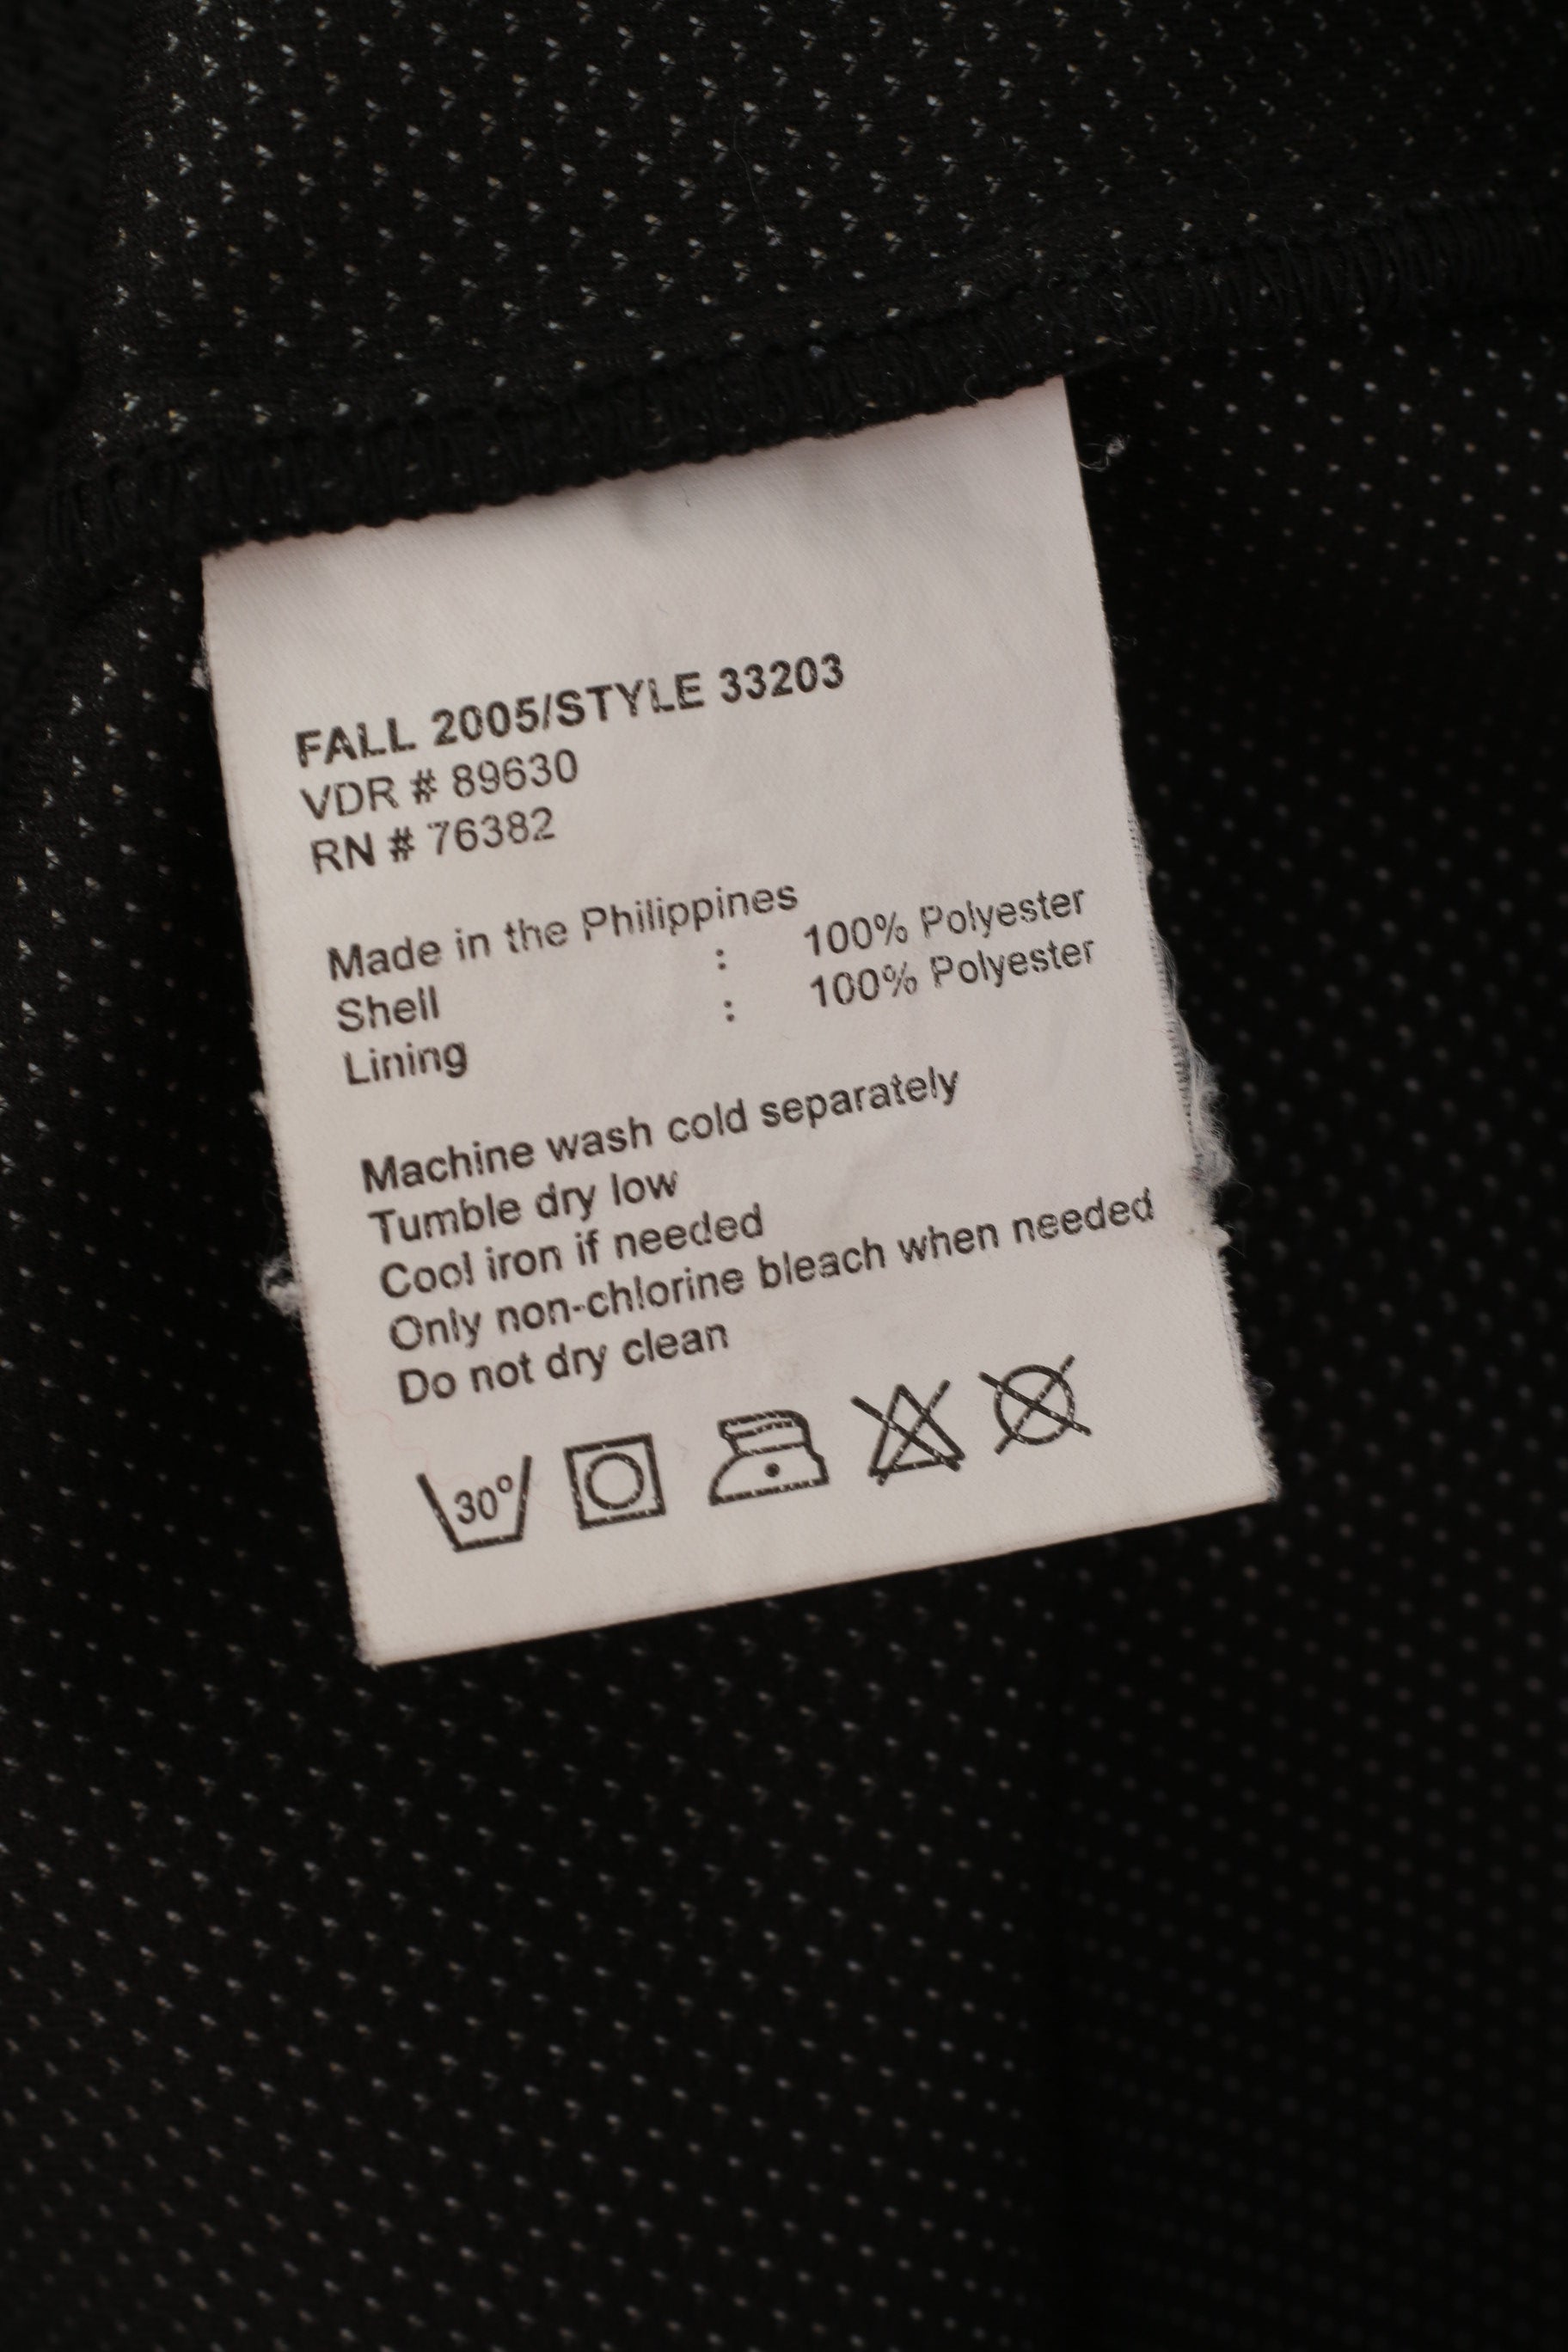 FALL 2005/STYLE 33203
VDR # 89630
RN # 76382
Made in the Philippines
Shell : 100% Polyester
Lining : 100% Polyester
Machine wash cold separately
Tumble dry low
Cool iron if needed
Only non-chlorine bleach when needed
Do not dry clean
30°